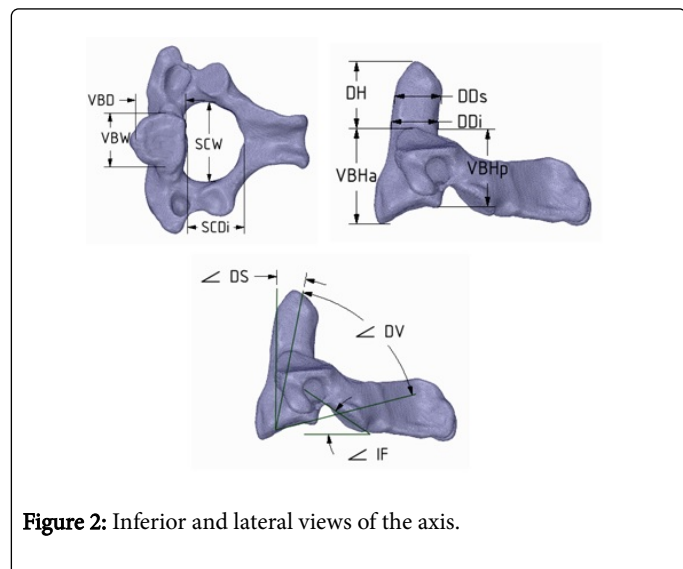 VBD
VBW
SCW
SCDi
DH
DDs
DDi
VBHa
VBHp
∠ DS
∠ DV
∠ IF
Figure 2: Inferior and lateral views of the axis.